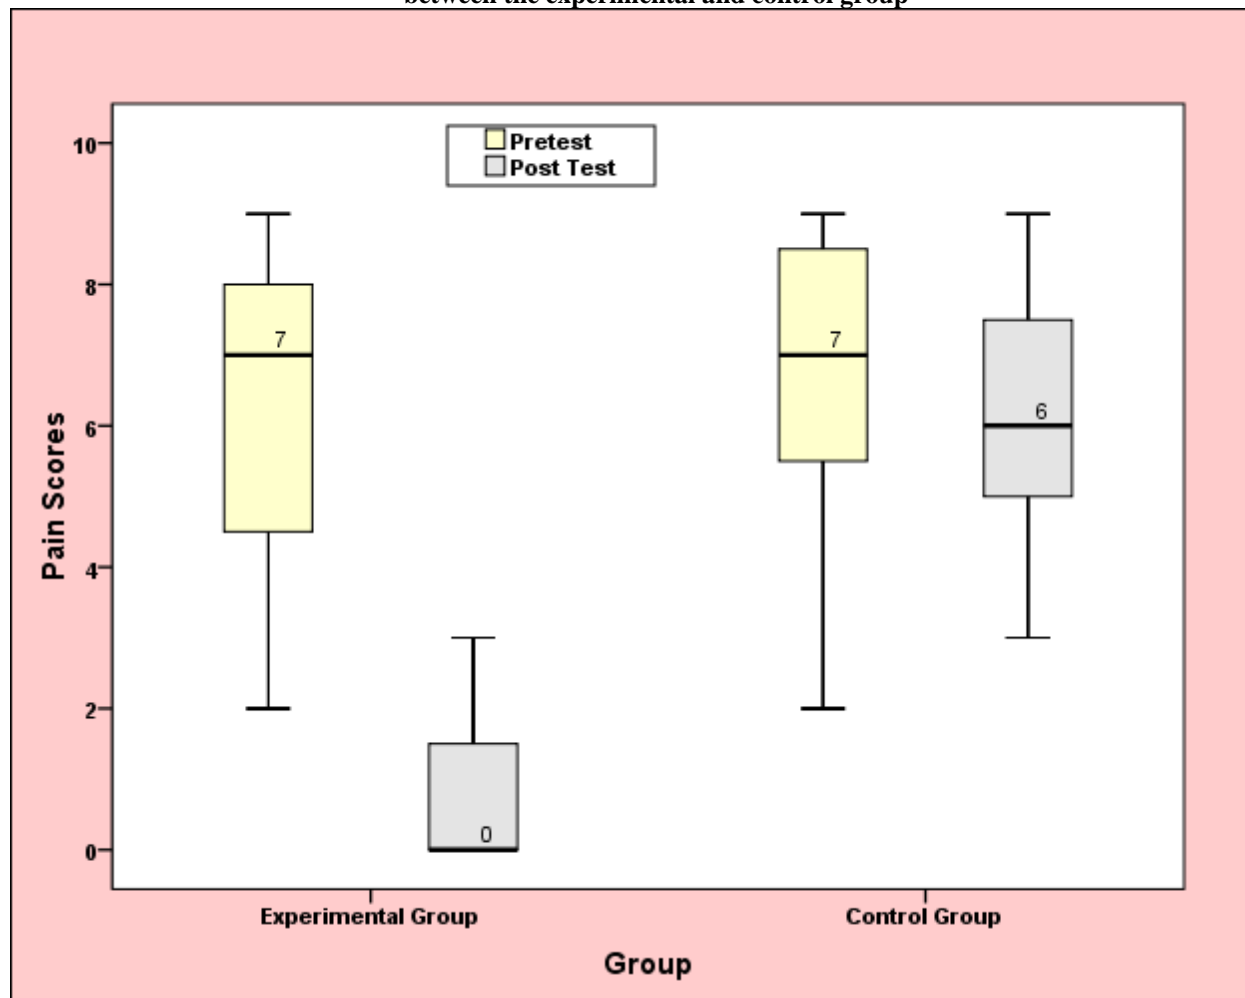 between the experimental and control group
Pretest
Post Test
10
8
6
4
2
0
Pain Scores
7
0
7
6
Experimental Group
Control Group
Group